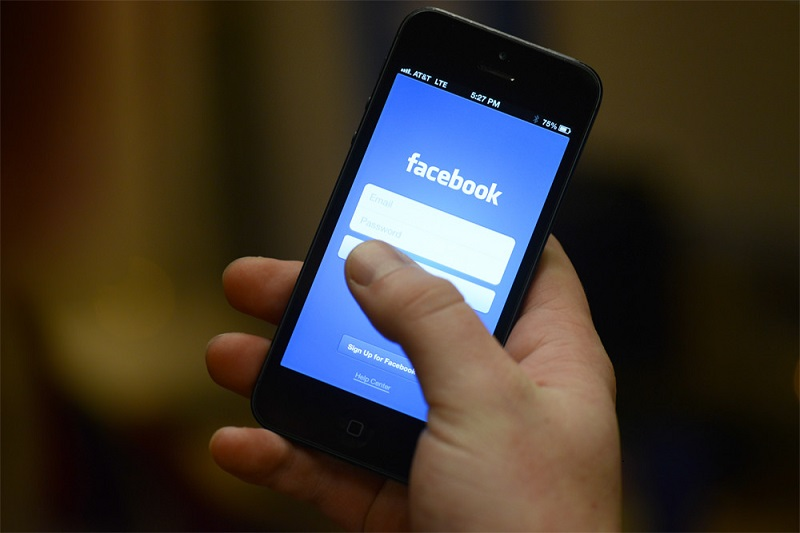 AT&T LTE 5:27 PM 75%
facebook
Email
Password
Sign Up for Facebook
Help Center